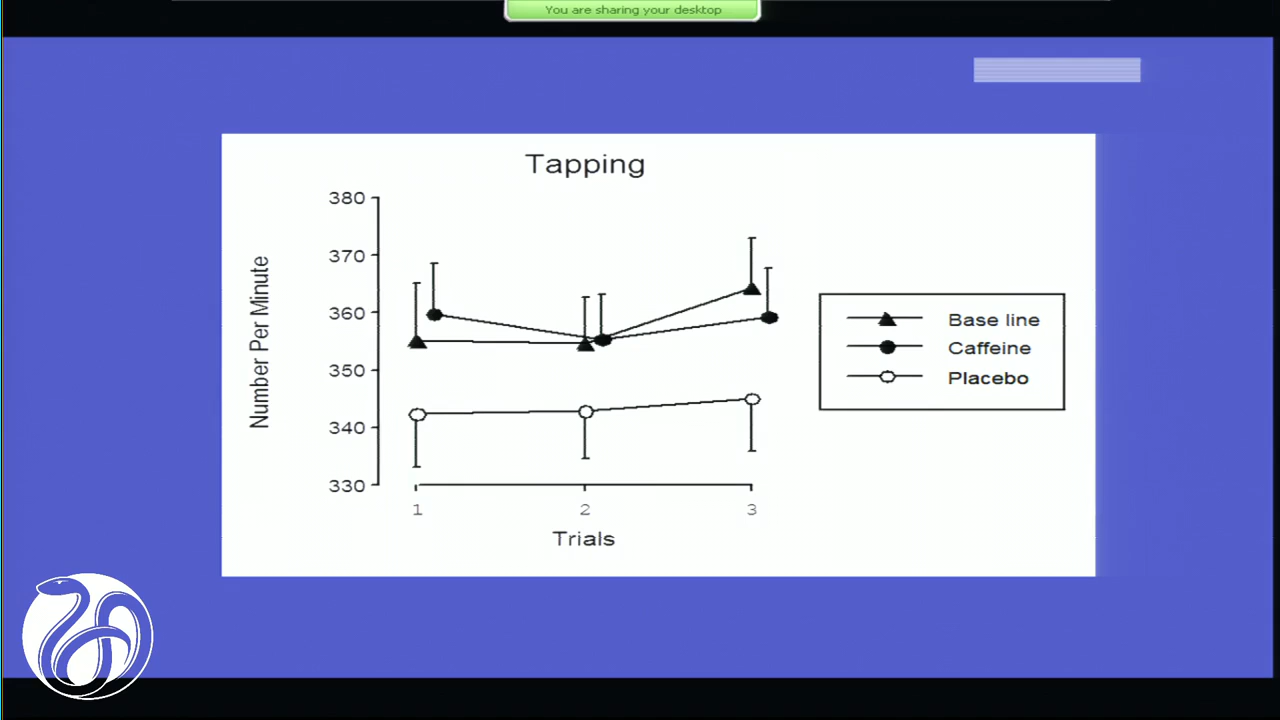 You are sharing your desktop
Tapping
380
370
360
350
340
330
Number Per Minute
1 2 3
Trials
Base line
Caffeine
Placebo